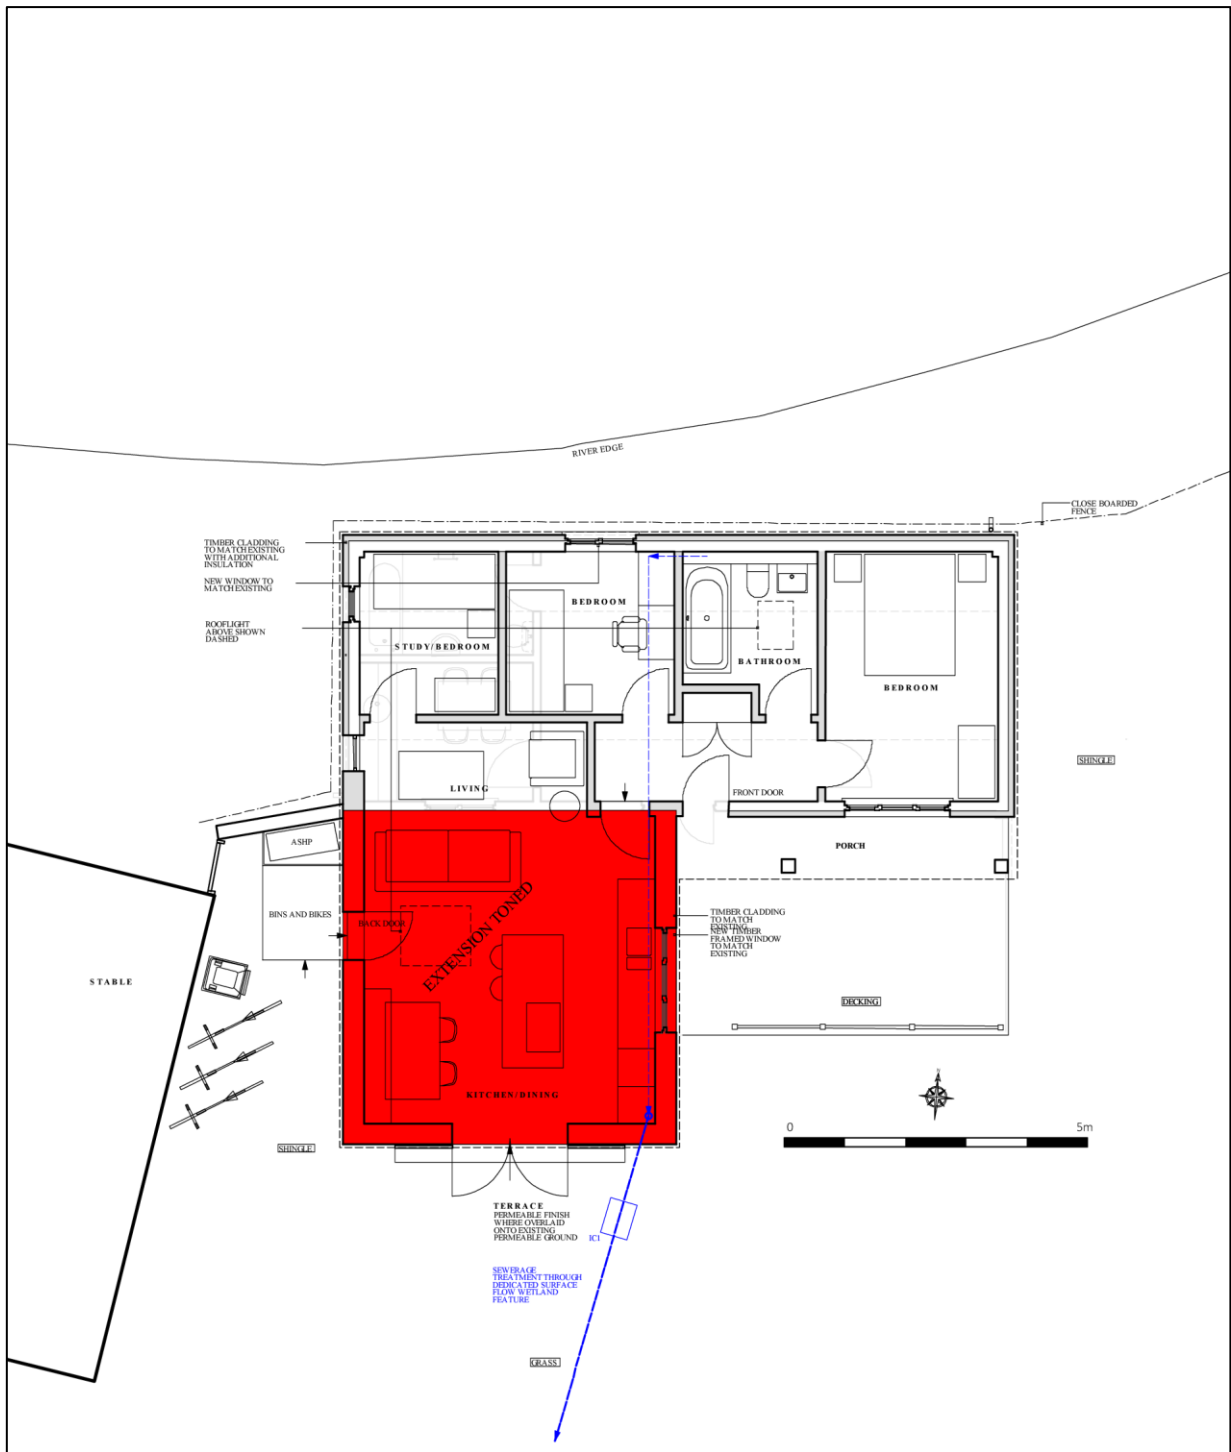 RIVER EDGE
CLOSE BOARDED
FENCE
TIMBER CLADDING
TO MATCH EXISTING
WITH ADDITIONAL
INSULATION
NEW WINDOW TO
MATCH EXISTING
ROOFLIGHT
ABOVE SHOWN
DASHED
BEDROOM
STUDY/BEDROOM
BATHROOM
BEDROOM
SHINGLE
LIVING
FRONT DOOR
ASHP
PORCH
BINS AND BIKES
BACK DOOR
EXTENSION TONED
TIMBER CLADDING
TO MATCH
EXISTING
NEW TIMBER
FRAMED WINDOW
TO MATCH
EXISTING
STABLE
DECKING
KITCHEN/DINING
0 5m
SHINGLE
TERRACE
PERMEABLE FINISH
WHERE OVERLAID
ONTO EXISTING
PERMEABLE GROUND
IC1
SEWERAGE
TREATMENT THROUGH
DEDICATED SURFACE
FLOW WETLAND
FEATURE
GRASS